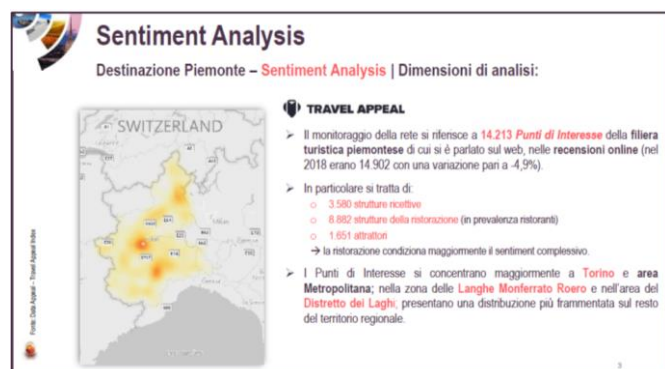 Sentiment Analysis
Destinazione Piemonte – Sentiment Analysis | Dimensioni di analisi:
TRAVEL APPEAL
SWITZERLAND
➢ Il monitoraggio della rete si riferisce a 14.213 Punti di Interesse della filiera
turistica piemontese di cui si è parlato sul web, nelle recensioni online (nel
2018 erano 14.902 con una variazione pari a -4,9%).
➢ In particolare si tratta di:
○ 3.580 strutture ricettive
○ 8.882 strutture della ristorazione (in prevalenza ristoranti)
○ 1.651 attrattori
→ la ristorazione condiziona maggiormente il sentiment complessivo.
➢ I Punti di Interesse si concentrano maggiormente a Torino e area
Metropolitana; nella zona delle Langhe Monferrato Roero e nell'area del
Distretto dei Laghi, presentano una distribuzione più frammentata sul resto
del territorio regionale.
Fonte: Data Appeal – Travel Appeal Index